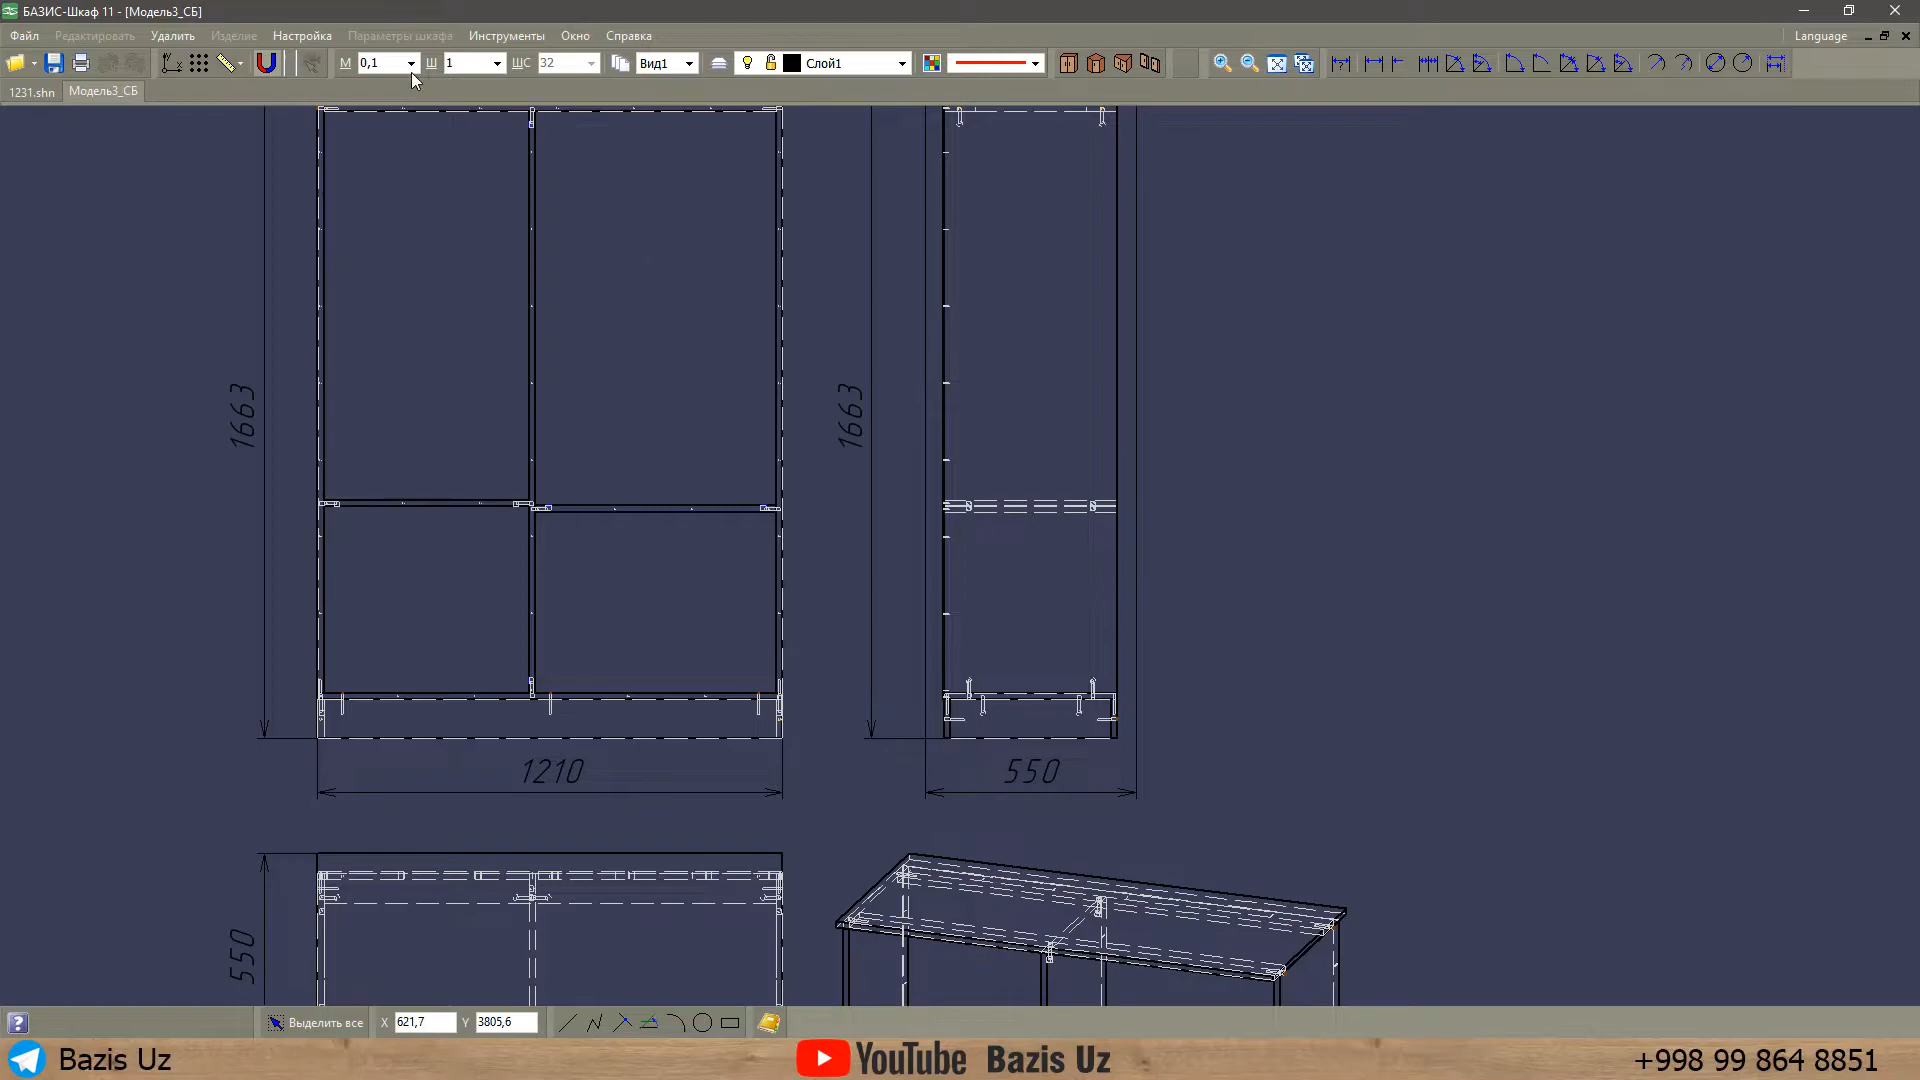 БАЗИС-Шкаф 11 - [Модель3_СБ]
Файл Редактировать Удалить Изделие Настройка Параметры шкафа Инструменты Окно Справка Language
М 0,1 Ш 1 ШС 32 Вид1 Слой1
1231.shn Модель3_СБ
1663
1663
1210
550
550
Выделить все X 621,7 Y 3805,6
Bazis Uz YouTube Bazis Uz +998 99 864 8851